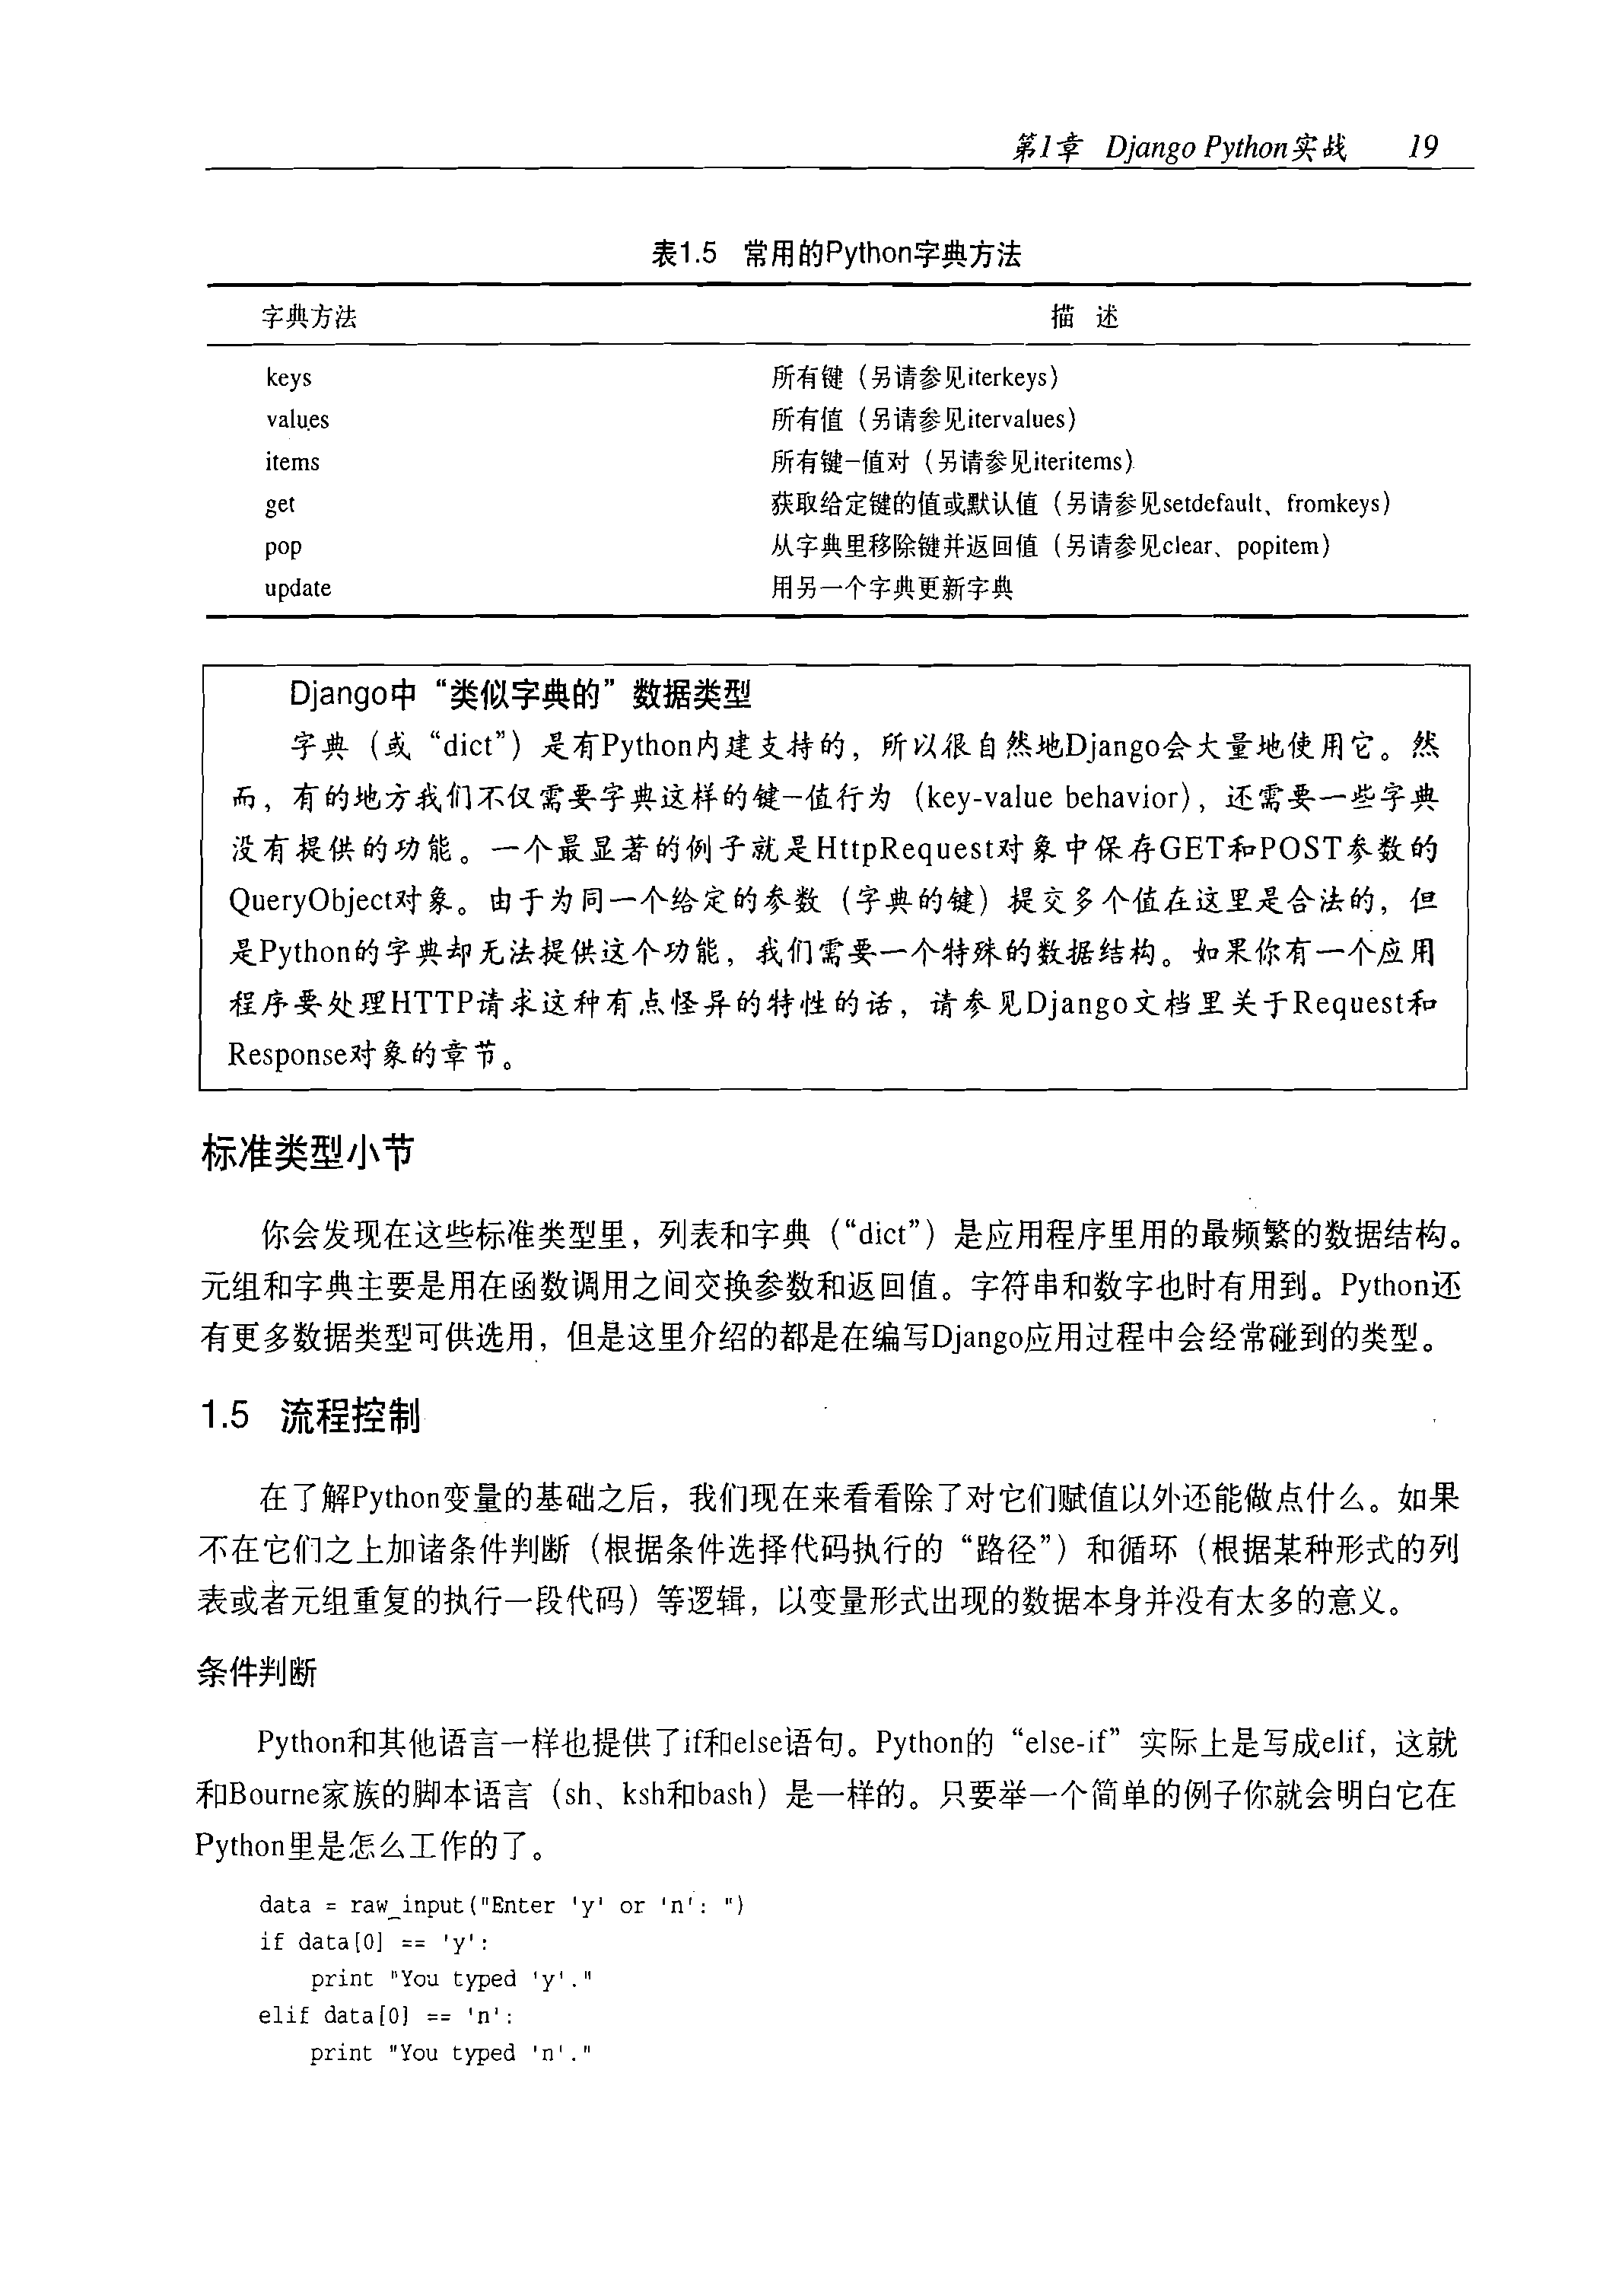 第1章 Django Python实战 19
表1.5 常用的Python字典方法
字典方法 描 述
keys 所有键（另请参见iterkeys）
values 所有值（另请参见itervalues）
items 所有键-值对（另请参见iteritems）
get 获取给定键的值或默认值（另请参见setdefault、fromkeys）
pop 从字典里移除键并返回值（另请参见clear、popitem）
update 用另一个字典更新字典
Django中“类似字典的”数据类型
字典（或“dict”）是有Python内建支持的，所以很自然地Django会大量地使用它。然
而，有的地方我们不仅需要字典这样的键-值行为（key-value behavior），还需要一些字典
没有提供的功能。一个最显著的例子就是HttpRequest对象中保存GET和POST参数的
QueryObject对象。由于为同一个给定的参数（字典的键）提交多个值在这里是合法的，但
是Python的字典却无法提供这个功能，我们需要一个特殊的数据结构。如果你有一个应用
程序要处理HTTP请求这种有点怪异的特性的话，请参见Django文档里关于Request和
Response对象的章节。
标准类型小节
你会发现在这些标准类型里，列表和字典（“dict”）是应用程序里用的最频繁的数据结构。
元组和字典主要是用在函数调用之间交换参数和返回值。字符串和数字也时有用到。Python还
有更多数据类型可供选用，但是这里介绍的都是在编写Django应用过程中会经常碰到的类型。
1.5 流程控制
在了解Python变量的基础之后，我们现在来看看除了对它们赋值以外还能做点什么。如果
不在它们之上加诸条件判断（根据条件选择代码执行的“路径”）和循环（根据某种形式的列
表或者元组重复的执行一段代码）等逻辑，以变量形式出现的数据本身并没有太多的意义。
条件判断
Python和其他语言一样也提供了if和else语句。Python的“else-if”实际上是写成elif，这就
和Bourne家族的脚本语言（sh、ksh和bash）是一样的。只要举一个简单的例子你就会明白它在
Python里是怎么工作的了。
data = raw_input("Enter 'y' or 'n': ")
if data[0] == 'y':
    print "You typed 'y'."
elif data[0] == 'n':
    print "You typed 'n'."